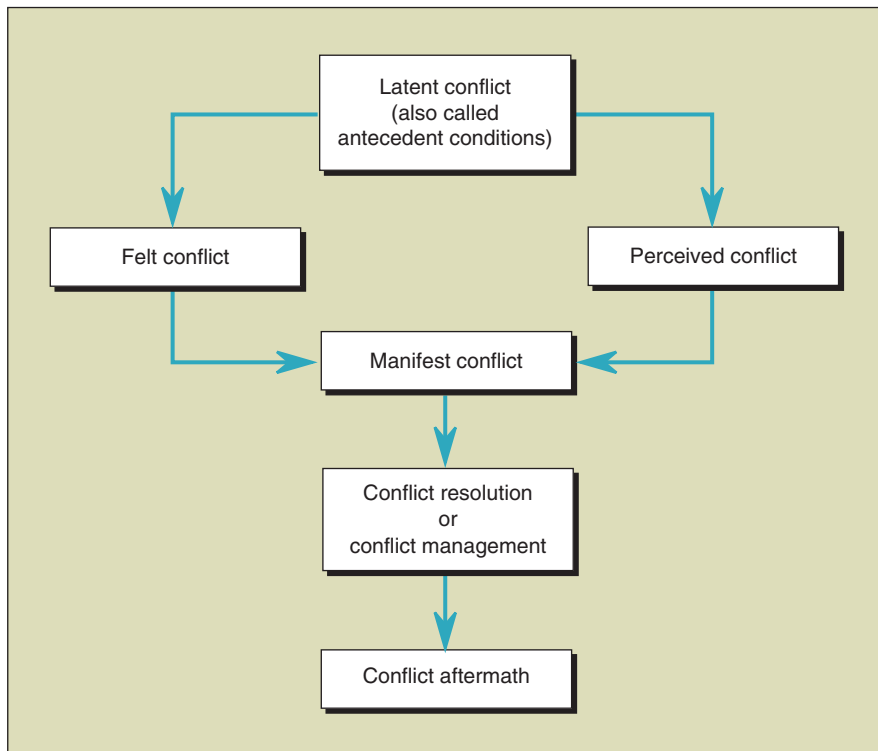 Latent conflict
(also called
antecedent conditions)
Felt conflict
Perceived conflict
Manifest conflict
Conflict resolution
or
conflict management
Conflict aftermath